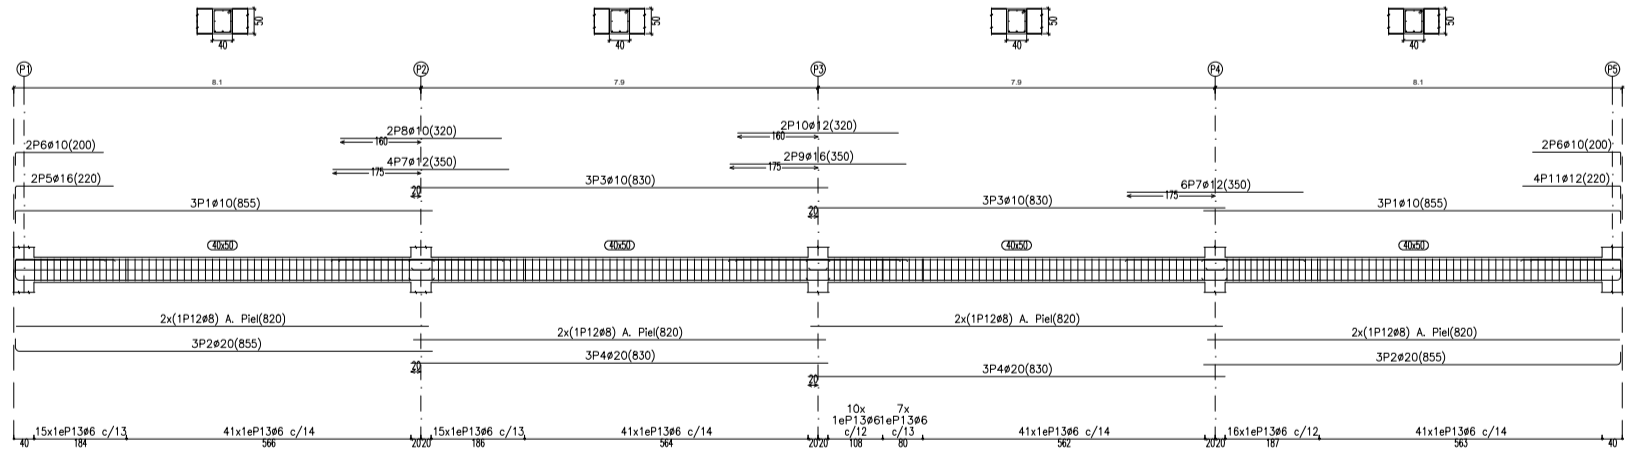 50 50 50 50
40 40 40 40
P1 P2 P3 P4 P5
8.1 7.9 7.9 8.1
2P8ø10(320) 2P10ø12(320)
160 160
2P6ø10(200) 2P6ø10(200)
4P7ø12(350) 2P9ø16(350)
175 175
2P5ø16(220) 3P3ø10(830) 6P7ø12(350) 4P11ø12(220)
20 175
3P1ø10(855) 3P3ø10(830) 3P1ø10(855)
20
40x50 40x50 40x50 40x50
2x(1P12ø8) A. Piel(820) 2x(1P12ø8) A. Piel(820)
2x(1P12ø8) A. Piel(820) 2x(1P12ø8) A. Piel(820)
3P2ø20(855) 3P4ø20(830) 3P2ø20(855)
20
3P4ø20(830)
20
10x 7x
1eP13ø6 1eP13ø6
15x1eP13ø6 c/13 41x1eP13ø6 c/14 15x1eP13ø6 c/13 41x1eP13ø6 c/14 c/12 c/13 41x1eP13ø6 c/14 16x1eP13ø6 c/12 41x1eP13ø6 c/14
40 184 566 20 20 186 564 20 20 108 80 562 20 20 187 563 40